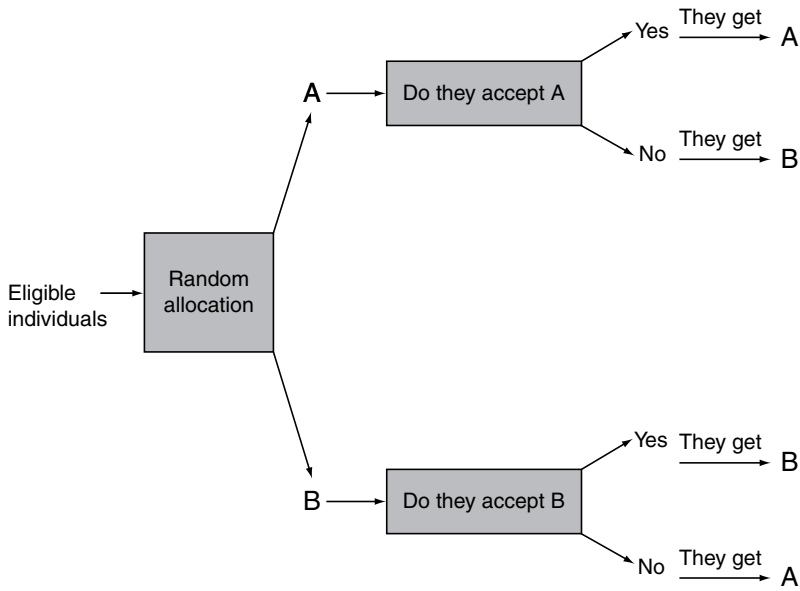 They get
Yes
A
A
Do they accept A
They get
No
B
Random
allocation
Eligible
individuals
They get
Yes
B
B
Do they accept B
They get
No
A